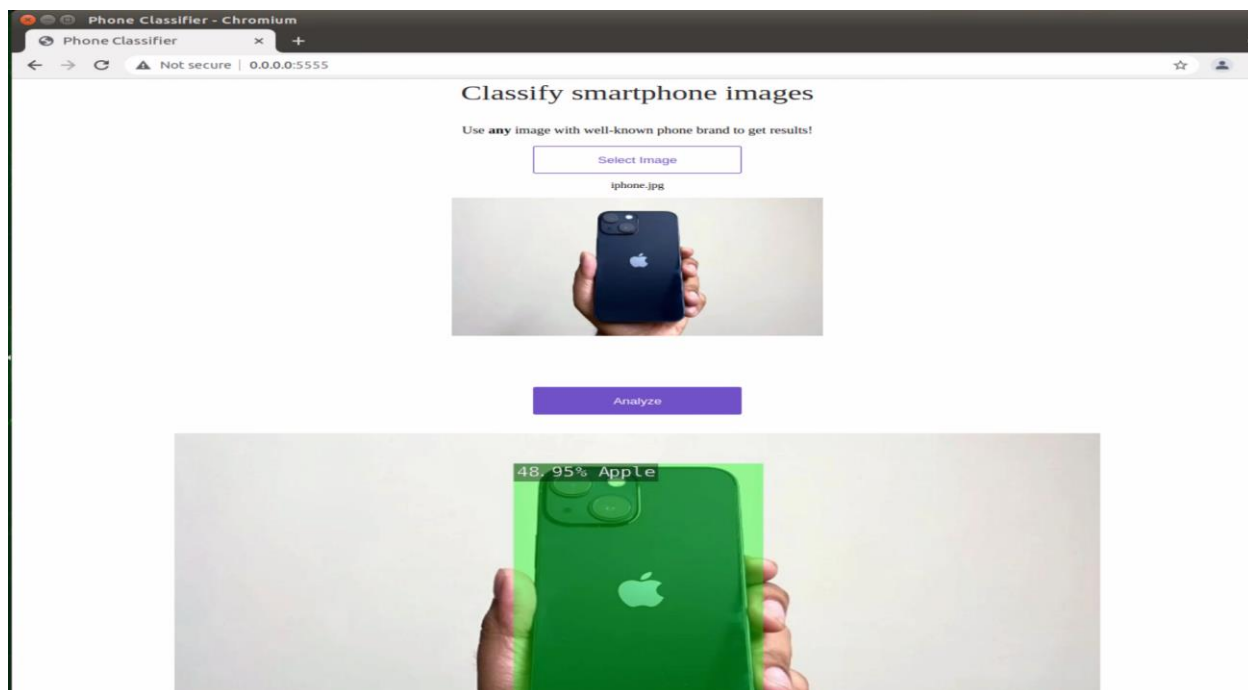 Phone Classifier - Chromium
Phone Classifier × +
Not secure | 0.0.0.0:5555
Classify smartphone images
Use any image with well-known phone brand to get results!
Select Image
iphone.jpg
Analyze
48.95% Apple